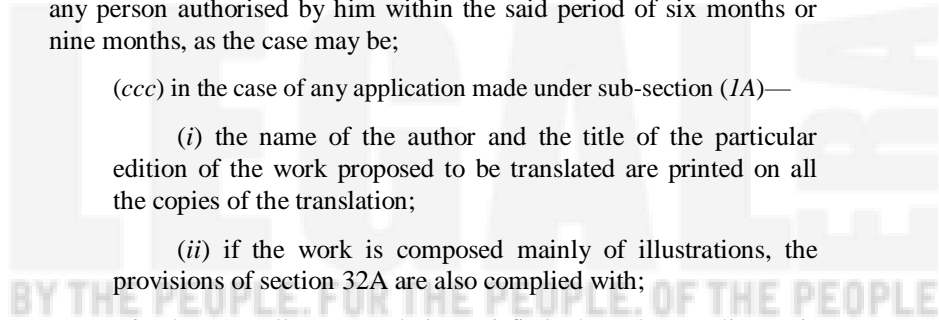 any person authorised by him within the said period of six months or
nine months, as the case may be;
(ccc) in the case of any application made under sub-section (1A)—
(i) the name of the author and the title of the particular
edition of the work proposed to be translated are printed on all
the copies of the translation;
(ii) if the work is composed mainly of illustrations, the
provisions of section 32A are also complied with;
LEGAL ERA
BY THE PEOPLE. FOR THE PEOPLE. OF THE PEOPLE